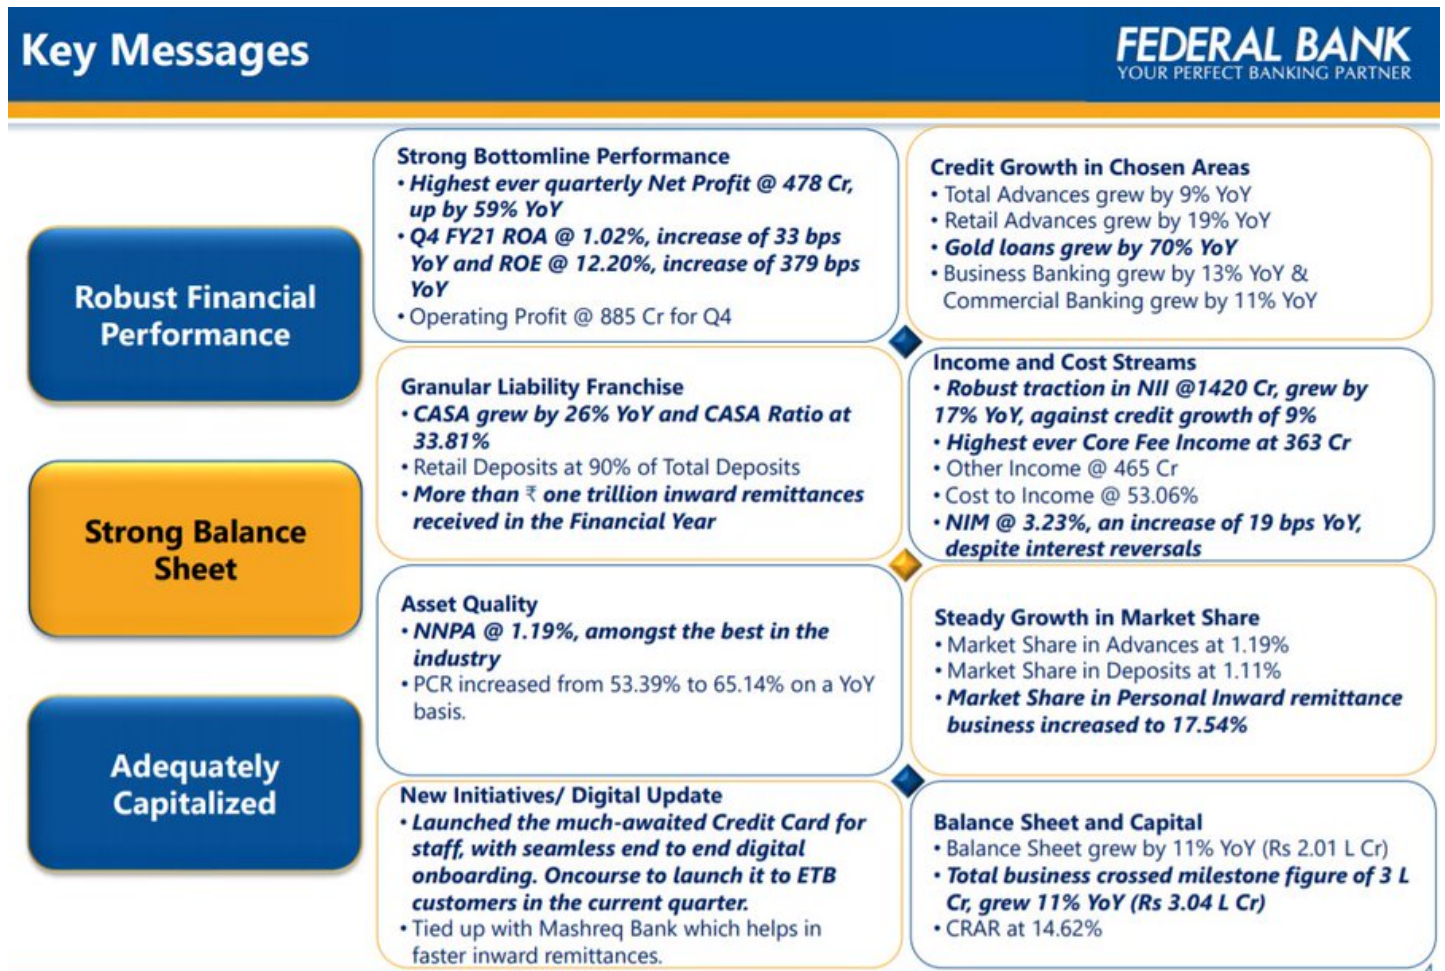 Key Messages
FEDERAL BANK
YOUR PERFECT BANKING PARTNER
Robust Financial
Performance
Strong Balance
Sheet
Adequately
Capitalized
Strong Bottomline Performance
• Highest ever quarterly Net Profit @ 478 Cr,
up by 59% YoY
• Q4 FY21 ROA @ 1.02%, increase of 33 bps
YoY and ROE @ 12.20%, increase of 379 bps
YoY
• Operating Profit @ 885 Cr for Q4
Credit Growth in Chosen Areas
• Total Advances grew by 9% YoY
• Retail Advances grew by 19% YoY
• Gold loans grew by 70% YoY
• Business Banking grew by 13% YoY &
Commercial Banking grew by 11% YoY
Granular Liability Franchise
• CASA grew by 26% YoY and CASA Ratio at
33.81%
• Retail Deposits at 90% of Total Deposits
• More than ₹ one trillion inward remittances
received in the Financial Year
Income and Cost Streams
• Robust traction in NII @1420 Cr, grew by
17% YoY, against credit growth of 9%
• Highest ever Core Fee Income at 363 Cr
• Other Income @ 465 Cr
• Cost to Income @ 53.06%
• NIM @ 3.23%, an increase of 19 bps YoY,
despite interest reversals
Asset Quality
• NNPA @ 1.19%, amongst the best in the
industry
• PCR increased from 53.39% to 65.14% on a YoY
basis.
Steady Growth in Market Share
• Market Share in Advances at 1.19%
• Market Share in Deposits at 1.11%
• Market Share in Personal Inward remittance
business increased to 17.54%
New Initiatives/ Digital Update
• Launched the much-awaited Credit Card for
staff, with seamless end to end digital
onboarding. Oncourse to launch it to ETB
customers in the current quarter.
• Tied up with Mashreq Bank which helps in
faster inward remittances.
Balance Sheet and Capital
• Balance Sheet grew by 11% YoY (Rs 2.01 L Cr)
• Total business crossed milestone figure of 3 L
Cr, grew 11% YoY (Rs 3.04 L Cr)
• CRAR at 14.62%